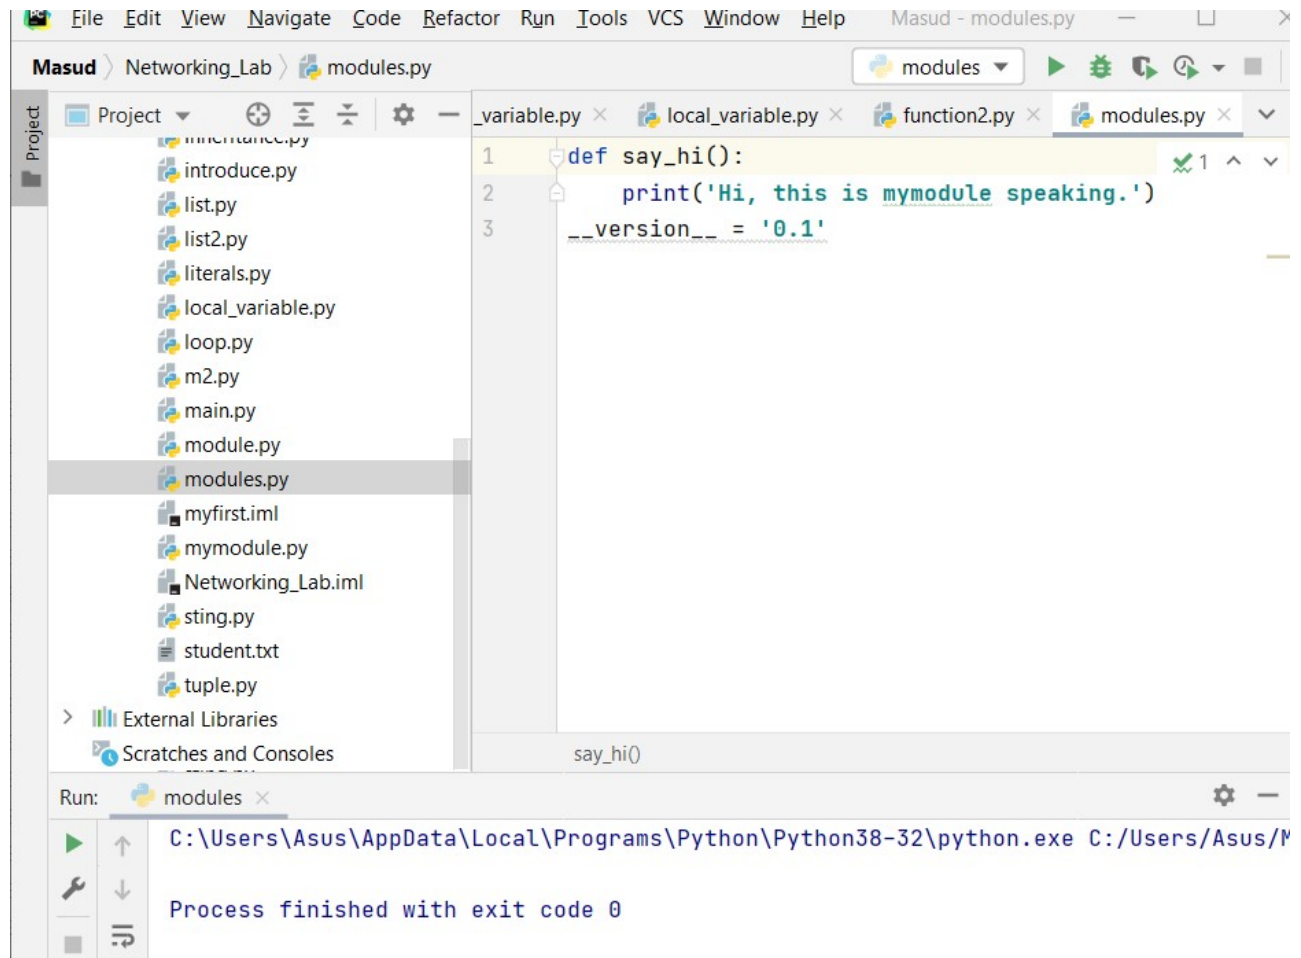 File Edit View Navigate Code Refactor Run Tools VCS Window Help Masud - modules.py
Masud Networking_Lab modules.py modules
Project
Project _variable.py local_variable.py function2.py modules.py
inheritance.py
introduce.py
list.py
list2.py
literals.py
local_variable.py
loop.py
m2.py
main.py
module.py
modules.py
myfirst.iml
mymodule.py
Networking_Lab.iml
sting.py
student.txt
tuple.py
External Libraries
Scratches and Consoles
1 def say_hi():
2 print('Hi, this is mymodule speaking.')
3 __version__ = '0.1'
1
say_hi()
Run: modules
C:\Users\Asus\AppData\Local\Programs\Python\Python38-32\python.exe C:/Users/Asus/M
Process finished with exit code 0